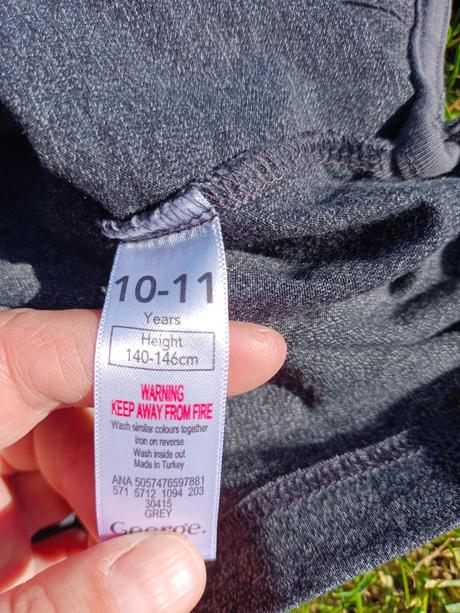 10-11
Years
Height
140-146cm
WARNING
KEEP AWAY FROM FIRE
Wash similar colours together
Iron on reverse
Wash inside out
Made In Turkey
ANA 5057476597881
571 5712 1094 203
30415
GREY
George.